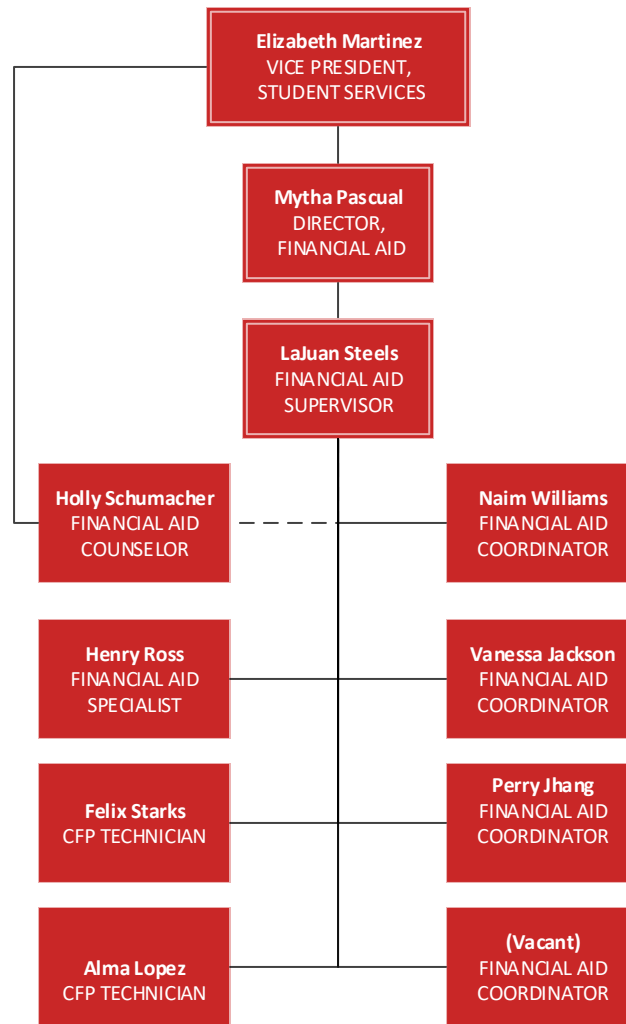 Elizabeth Martinez
VICE PRESIDENT,
STUDENT SERVICES
Mytha Pascual
DIRECTOR,
FINANCIAL AID
LaJuan Steels
FINANCIAL AID
SUPERVISOR
Holly Schumacher
FINANCIAL AID
COUNSELOR
Naim Williams
FINANCIAL AID
COORDINATOR
Henry Ross
FINANCIAL AID
SPECIALIST
Vanessa Jackson
FINANCIAL AID
COORDINATOR
Felix Starks
CFP TECHNICIAN
Perry Jhang
FINANCIAL AID
COORDINATOR
Alma Lopez
CFP TECHNICIAN
(Vacant)
FINANCIAL AID
COORDINATOR